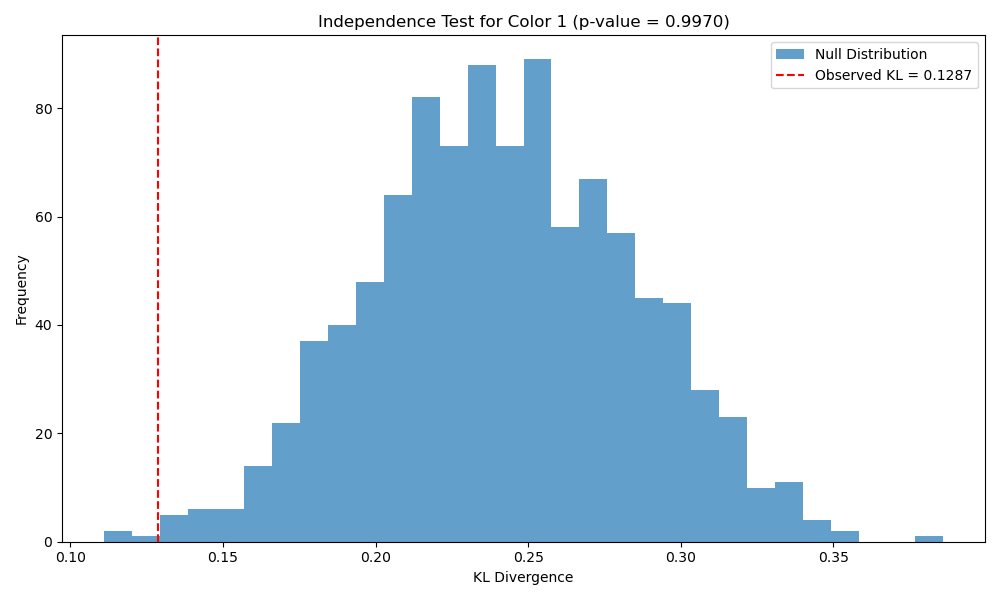 Independence Test for Color 1 (p-value = 0.9970)
Null Distribution
Observed KL = 0.1287
Frequency
80
60
40
20
0
0.10 0.15 0.20 0.25 0.30 0.35
KL Divergence